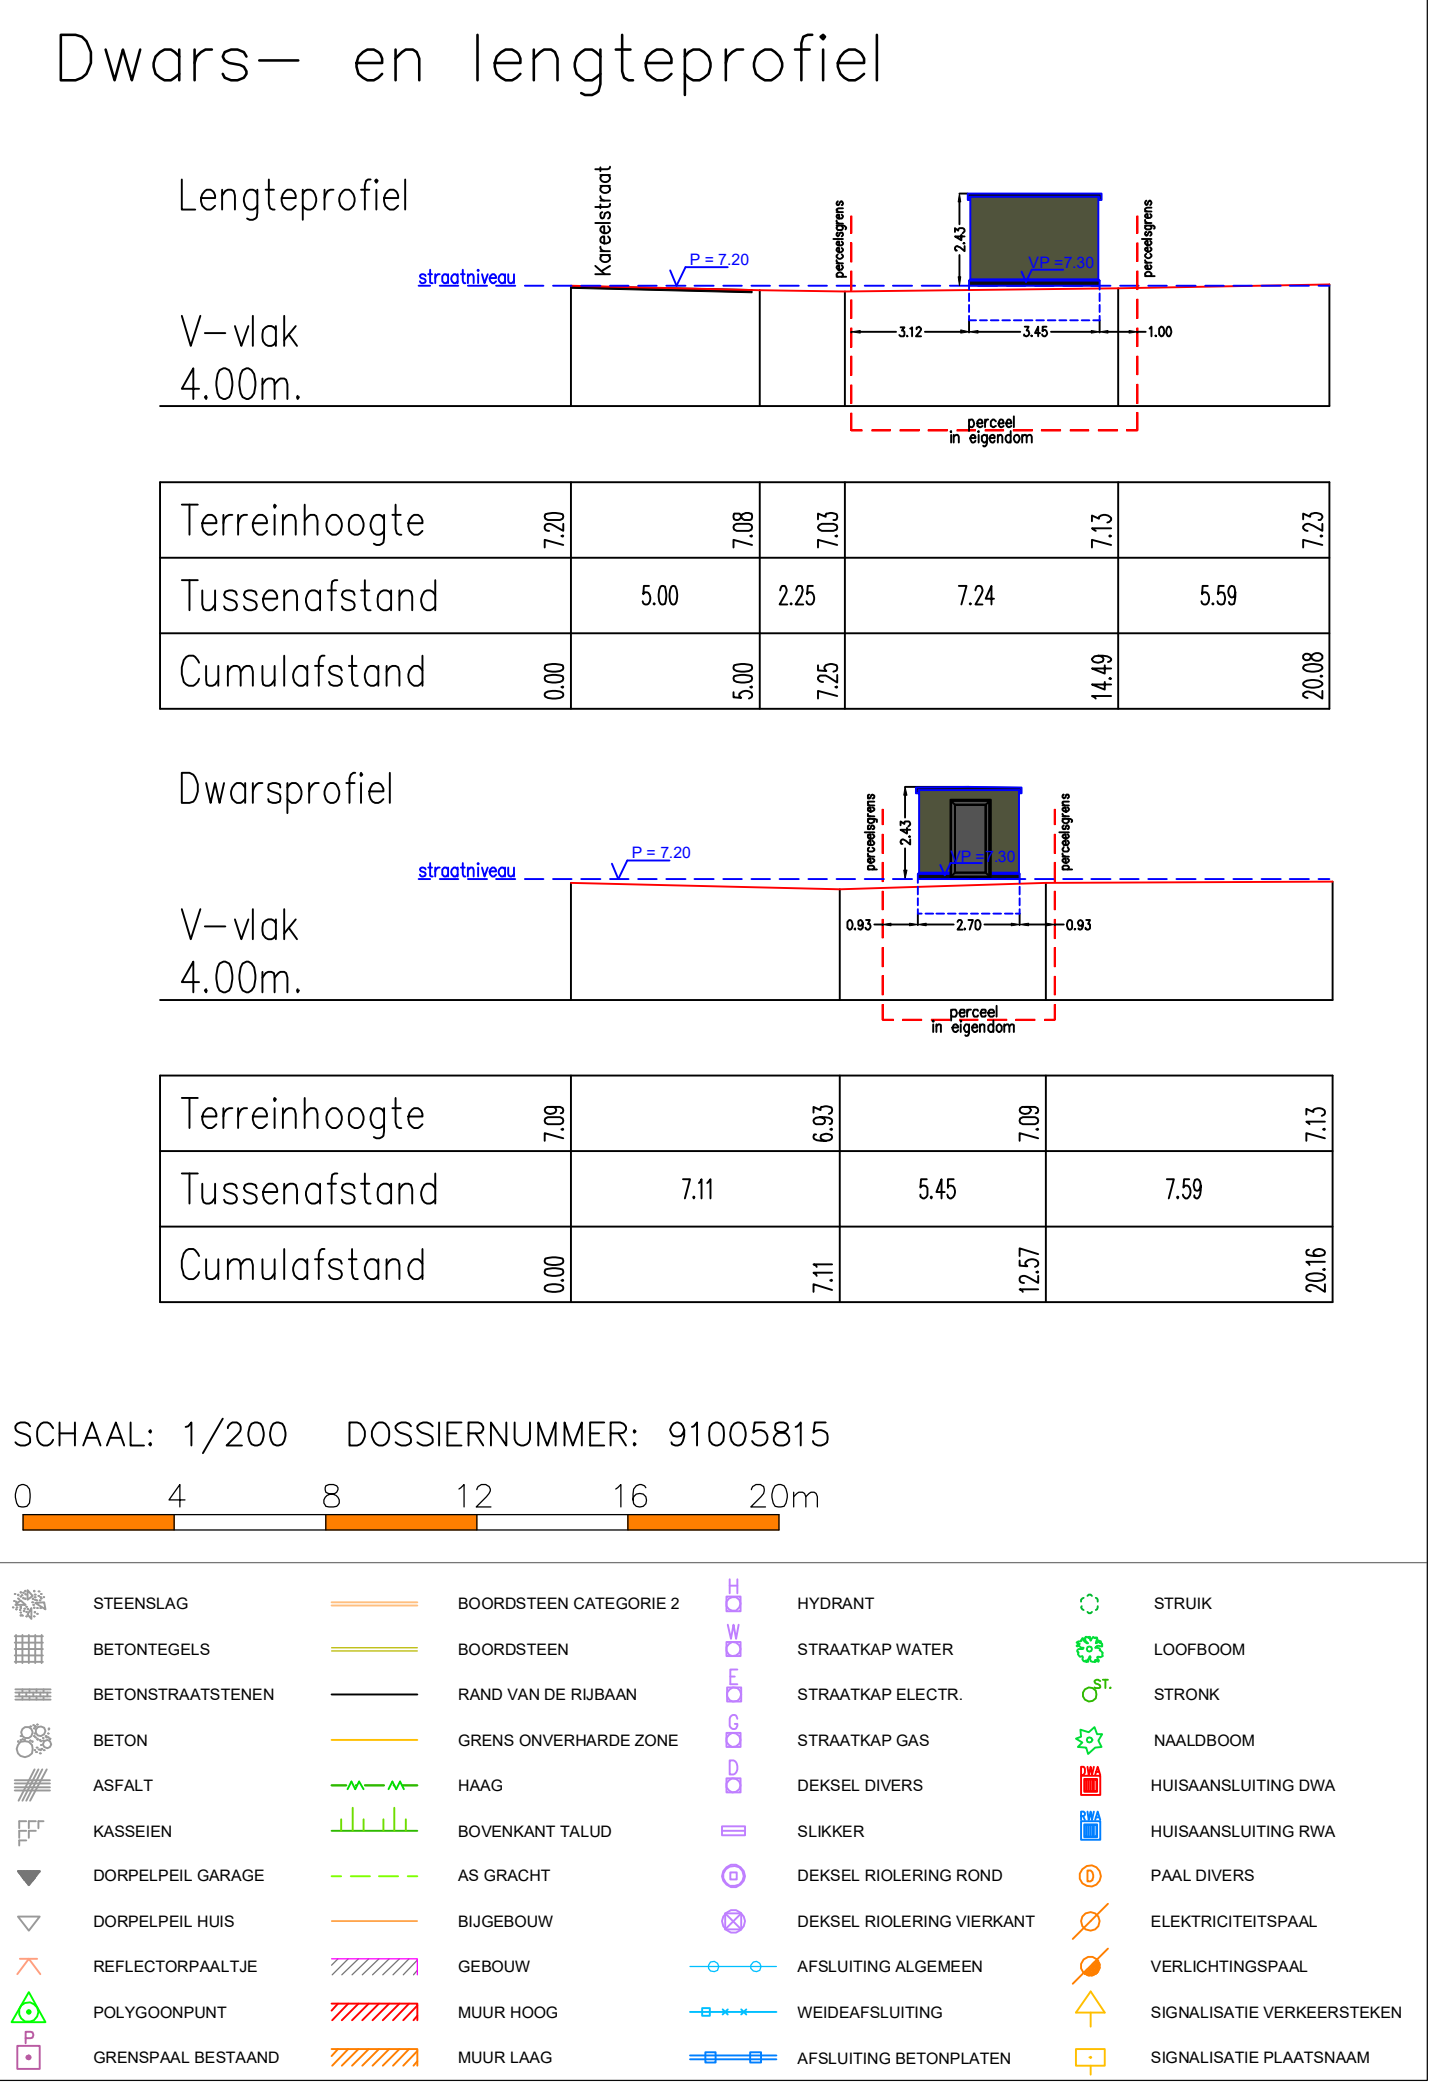 Dwars- en lengteprofiel
Lengteprofiel
Kareelstraat
perceelsgrens
perceelsgrens
2.43
P = 7.20
VP =7.30
straatniveau
V-vlak
4.00m.
3.12
3.45
1.00
perceel
in eigendom
Terreinhoogte 7.20 7.08 7.03 7.13 7.23
Tussenafstand 5.00 2.25 7.24 5.59
Cumulafstand 0.00 5.00 7.25 14.49 20.08
Dwarsprofiel
perceelsgrens
perceelsgrens
2.43
P = 7.20
VP =7.30
straatniveau
V-vlak
4.00m.
0.93
2.70
0.93
perceel
in eigendom
Terreinhoogte 7.09 6.93 7.09 7.13
Tussenafstand 7.11 5.45 7.59
Cumulafstand 0.00 7.11 12.57 20.16
SCHAAL: 1/200 DOSSIERNUMMER: 91005815
0 4 8 12 16 20m
STEENSLAG BOORDSTEEN CATEGORIE 2 H HYDRANT STRUIK
BETONTEGELS BOORDSTEEN W STRAATKAP WATER LOOFBOOM
BETONSTRAATSTENEN RAND VAN DE RIJBAAN E STRAATKAP ELECTR. ST. STRONK
BETON GRENS ONVERHARDE ZONE G STRAATKAP GAS NAALDBOOM
ASFALT HAAG D DEKSEL DIVERS DWA HUISAANSLUITING DWA
KASSEIEN BOVENKANT TALUD SLIKKER RWA HUISAANSLUITING RWA
DORPELPEIL GARAGE AS GRACHT DEKSEL RIOLERING ROND D PAAL DIVERS
DORPELPEIL HUIS BIJGEBOUW DEKSEL RIOLERING VIERKANT ELEKTRICITEITSPAAL
REFLECTORPAALTJE GEBOUW AFSLUITING ALGEMEEN VERLICHTINGSPAAL
POLYGOONPUNT MUUR HOOG WEIDEAFSLUITING SIGNALISATIE VERKEERSTEKEN
P GRENSPAAL BESTAAND MUUR LAAG AFSLUITING BETONPLATEN SIGNALISATIE PLAATSNAAM